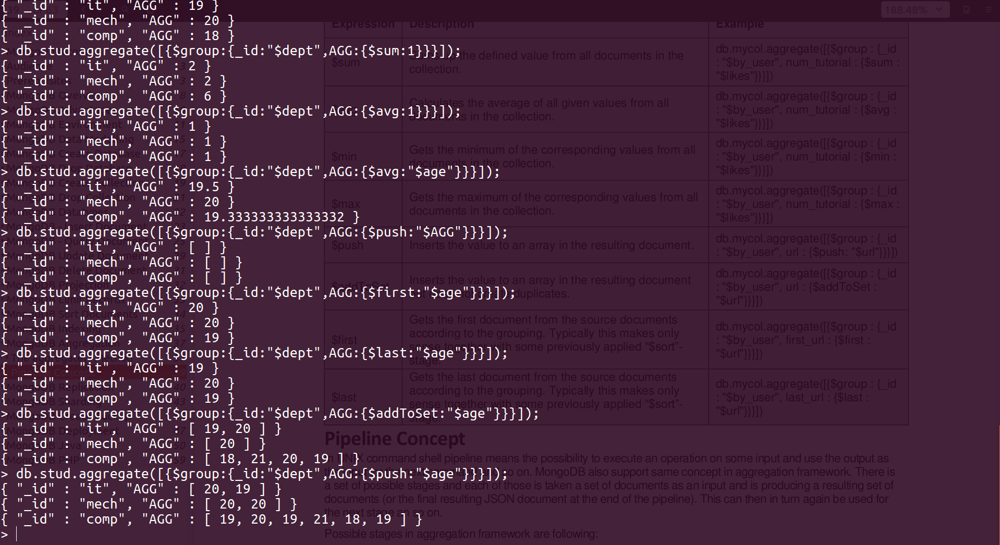 { "_id" : "it", "AGG" : 19 }
{ "_id" : "mech", "AGG" : 20 }
{ "_id" : "comp", "AGG" : 18 }
> db.stud.aggregate([{$group:{_id:"$dept",AGG:{$sum:1}}}]);
{ "_id" : "it", "AGG" : 2 }
{ "_id" : "mech", "AGG" : 2 }
{ "_id" : "comp", "AGG" : 6 }
> db.stud.aggregate([{$group:{_id:"$dept",AGG:{$avg:1}}}]);
{ "_id" : "it", "AGG" : 1 }
{ "_id" : "mech", "AGG" : 1 }
{ "_id" : "comp", "AGG" : 1 }
> db.stud.aggregate([{$group:{_id:"$dept",AGG:{$avg:"$age"}}}]);
{ "_id" : "it", "AGG" : 19.5 }
{ "_id" : "mech", "AGG" : 20 }
{ "_id" : "comp", "AGG" : 19.333333333333332 }
> db.stud.aggregate([{$group:{_id:"$dept",AGG:{$push:"$AGG"}}}]);
{ "_id" : "it", "AGG" : [ ] }
{ "_id" : "mech", "AGG" : [ ] }
{ "_id" : "comp", "AGG" : [ ] }
> db.stud.aggregate([{$group:{_id:"$dept",AGG:{$first:"$age"}}}]);
{ "_id" : "it", "AGG" : 20 }
{ "_id" : "mech", "AGG" : 20 }
{ "_id" : "comp", "AGG" : 19 }
> db.stud.aggregate([{$group:{_id:"$dept",AGG:{$last:"$age"}}}]);
{ "_id" : "it", "AGG" : 19 }
{ "_id" : "mech", "AGG" : 20 }
{ "_id" : "comp", "AGG" : 19 }
> db.stud.aggregate([{$group:{_id:"$dept",AGG:{$addToSet:"$age"}}}]);
{ "_id" : "it", "AGG" : [ 19, 20 ] }
{ "_id" : "mech", "AGG" : [ 20 ] }
{ "_id" : "comp", "AGG" : [ 18, 21, 20, 19 ] }
> db.stud.aggregate([{$group:{_id:"$dept",AGG:{$push:"$age"}}}]);
{ "_id" : "it", "AGG" : [ 20, 19 ] }
{ "_id" : "mech", "AGG" : [ 20, 20 ] }
{ "_id" : "comp", "AGG" : [ 19, 20, 19, 21, 18, 19 ] }
>
188.48%
Expression Description Example
$sum
the defined value from all documents in the
collection.
db.mycol.aggregate([{$group : {_id
: "$by_user", num_tutorial : {$sum :
"$likes"}}}])
Calculates the average of all given values from all
documents in the collection.
db.mycol.aggregate([{$group : {_id
: "$by_user", num_tutorial : {$avg :
"$likes"}}}])
$min
Gets the minimum of the corresponding values from all
documents in the collection.
db.mycol.aggregate([{$group : {_id
: "$by_user", num_tutorial : {$min :
"$likes"}}}])
$max
Gets the maximum of the corresponding values from all
documents in the collection.
db.mycol.aggregate([{$group : {_id
: "$by_user", num_tutorial : {$max :
"$likes"}}}])
$push
Inserts the value to an array in the resulting document.
db.mycol.aggregate([{$group : {_id
: "$by_user", url : {$push: "$url"}}}])
Inserts the value to an array in the resulting document
duplicates.
db.mycol.aggregate([{$group : {_id
: "$by_user", url : {$addToSet :
"$url"}}}])
$first
Gets the first document from the source documents
according to the grouping. Typically this makes only
sense together with some previously applied “$sort”-
stage.
db.mycol.aggregate([{$group : {_id
: "$by_user", first_url : {$first :
"$url"}}}])
$last
Gets the last document from the source documents
according to the grouping. Typically this makes only
sense together with some previously applied “$sort”-
stage.
db.mycol.aggregate([{$group : {_id
: "$by_user", last_url : {$last :
"$url"}}}])
Pipeline Concept
In UNIX command shell pipeline means the possibility to execute an operation on some input and use the output as
so on. MongoDB also support same concept in aggregation framework. There is
a set of possible stages and each of those is taken a set of documents as an input and is producing a resulting set of
documents (or the final resulting JSON document at the end of the pipeline). This can then in turn again be used for
the next stage an so on.
Possible stages in aggregation framework are following: